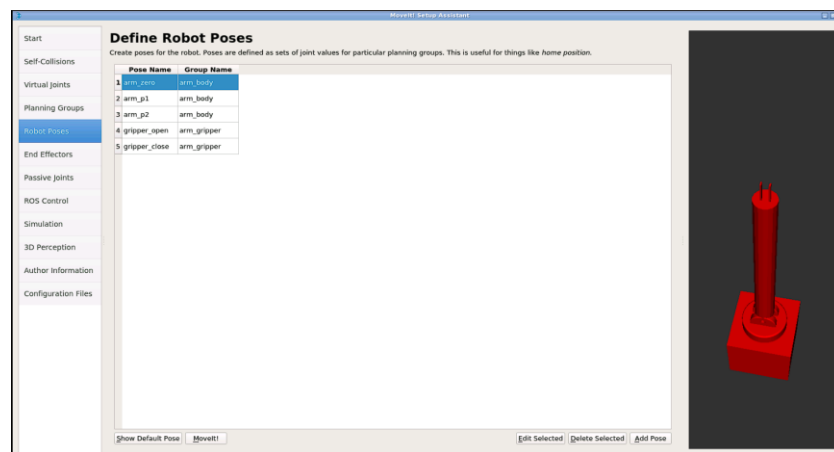 MoveIt! Setup Assistant
Start
Self-Collisions
Virtual Joints
Planning Groups
Robot Poses
End Effectors
Passive Joints
ROS Control
Simulation
3D Perception
Author Information
Configuration Files
Define Robot Poses
Create poses for the robot. Poses are defined as sets of joint values for particular planning groups. This is useful for things like home position.
Pose Name Group Name
1 arm_zero arm_body
2 arm_p1 arm_body
3 arm_p2 arm_body
4 gripper_open arm_gripper
5 gripper_close arm_gripper
Show Default Pose MoveIt! Edit Selected Delete Selected Add Pose